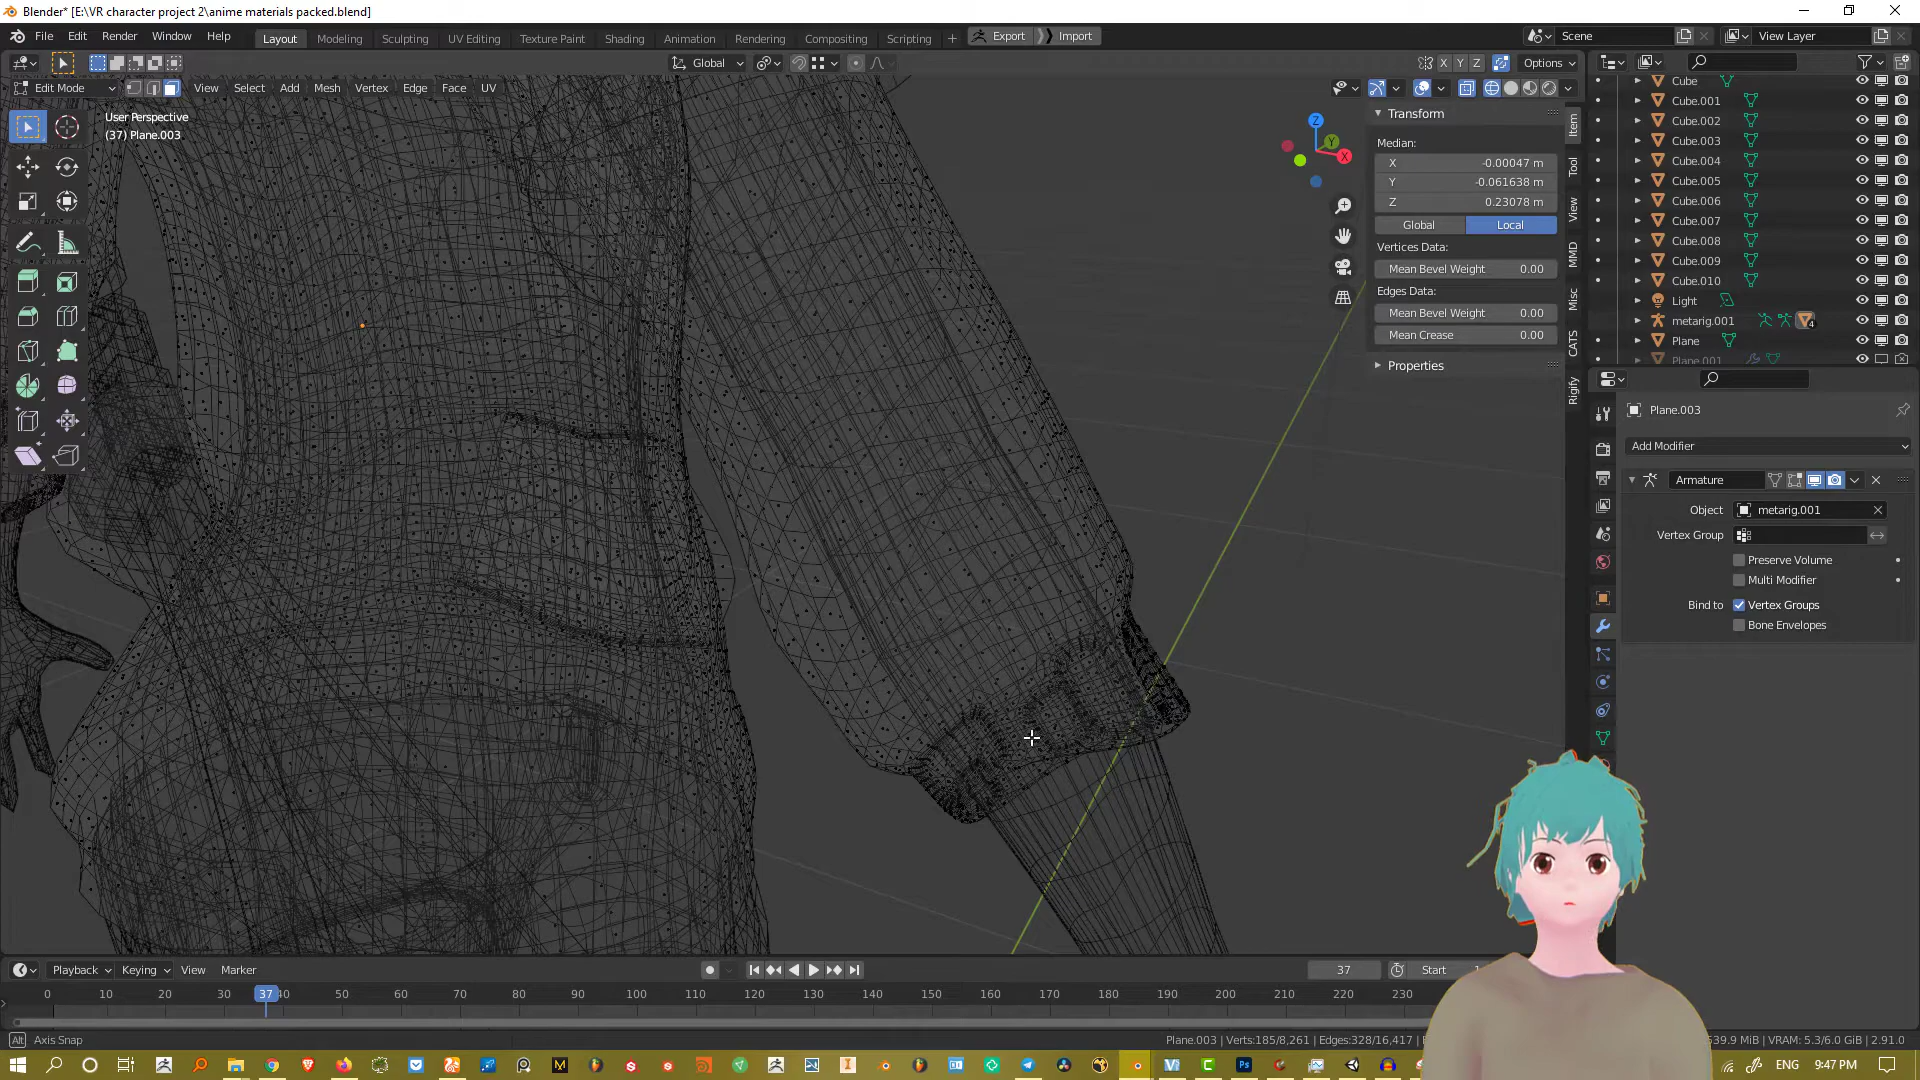 Blender* [E:\VR character project 2\anime materials packed.blend]
File Edit Render Window Help
Layout Modeling Sculpting UV Editing Texture Paint Shading Animation Rendering Compositing Scripting + Export Import
Scene View Layer
Global X Y Z Options
Edit Mode View Select Add Mesh Vertex Edge Face UV
User Perspective
(37) Plane.003
Z
Y
X
Transform
Median:
X -0.00047 m
Y -0.061638 m
Z 0.23078 m
Global Local
Vertices Data:
Mean Bevel Weight 0.00
Edges Data:
Mean Bevel Weight 0.00
Mean Crease 0.00
Properties
Item
Tool
View
MMD
Misc
CATS
Rigify
Cube
Cube.001
Cube.002
Cube.003
Cube.004
Cube.005
Cube.006
Cube.007
Cube.008
Cube.009
Cube.010
Light
metarig.001 4
Plane
Plane.001
Plane.003
Add Modifier
Armature
Object metarig.001
Vertex Group
Preserve Volume
Multi Modifier
Bind to Vertex Groups
Bone Envelopes
Playback Keying View Marker
37 Start
0 10 20 30 37 40 50 60 70 80 90 100 110 120 130 140 150 160 170 180 190 200 210 220 230
Alt Axis Snap
Plane.003 | Verts:185/8,261 | Edges:328/16,417 |
VRAM: 5.3/6.0 GiB | 2.91.0
ENG 9:47 PM